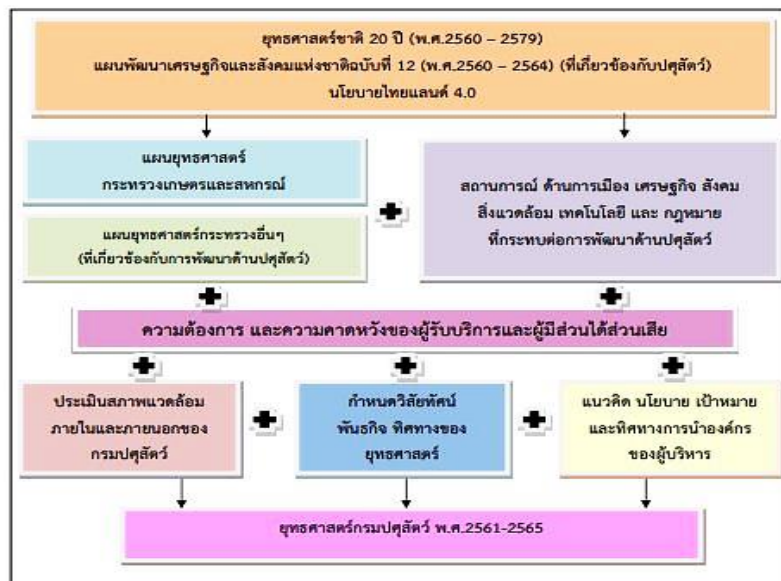 ยุทธศาสตร์ชาติ 20 ปี (พ.ศ.2560 – 2579)
แผนพัฒนาเศรษฐกิจและสังคมแห่งชาติฉบับที่ 12 (พ.ศ.2560 – 2564) (ที่เกี่ยวข้องกับปศุสัตว์)
นโยบายไทยแลนด์ 4.0
แผนยุทธศาสตร์
กระทรวงเกษตรและสหกรณ์
แผนยุทธศาสตร์กระทรวงอื่นๆ
(ที่เกี่ยวข้องกับการพัฒนาด้านปศุสัตว์)
สถานการณ์ ด้านการเมือง เศรษฐกิจ สังคม
สิ่งแวดล้อม เทคโนโลยี และ กฎหมาย
ที่กระทบต่อการพัฒนาด้านปศุสัตว์
ความต้องการ และความคาดหวังของผู้รับบริการและผู้มีส่วนได้ส่วนเสีย
ประเมินสภาพแวดล้อม
ภายในและภายนอกของ
กรมปศุสัตว์
กำหนดวิสัยทัศน์
พันธกิจ ทิศทางของ
ยุทธศาสตร์
แนวคิด นโยบาย เป้าหมาย
และทิศทางการนำองค์กร
ของผู้บริหาร
ยุทธศาสตร์กรมปศุสัตว์ พ.ศ.2561-2565